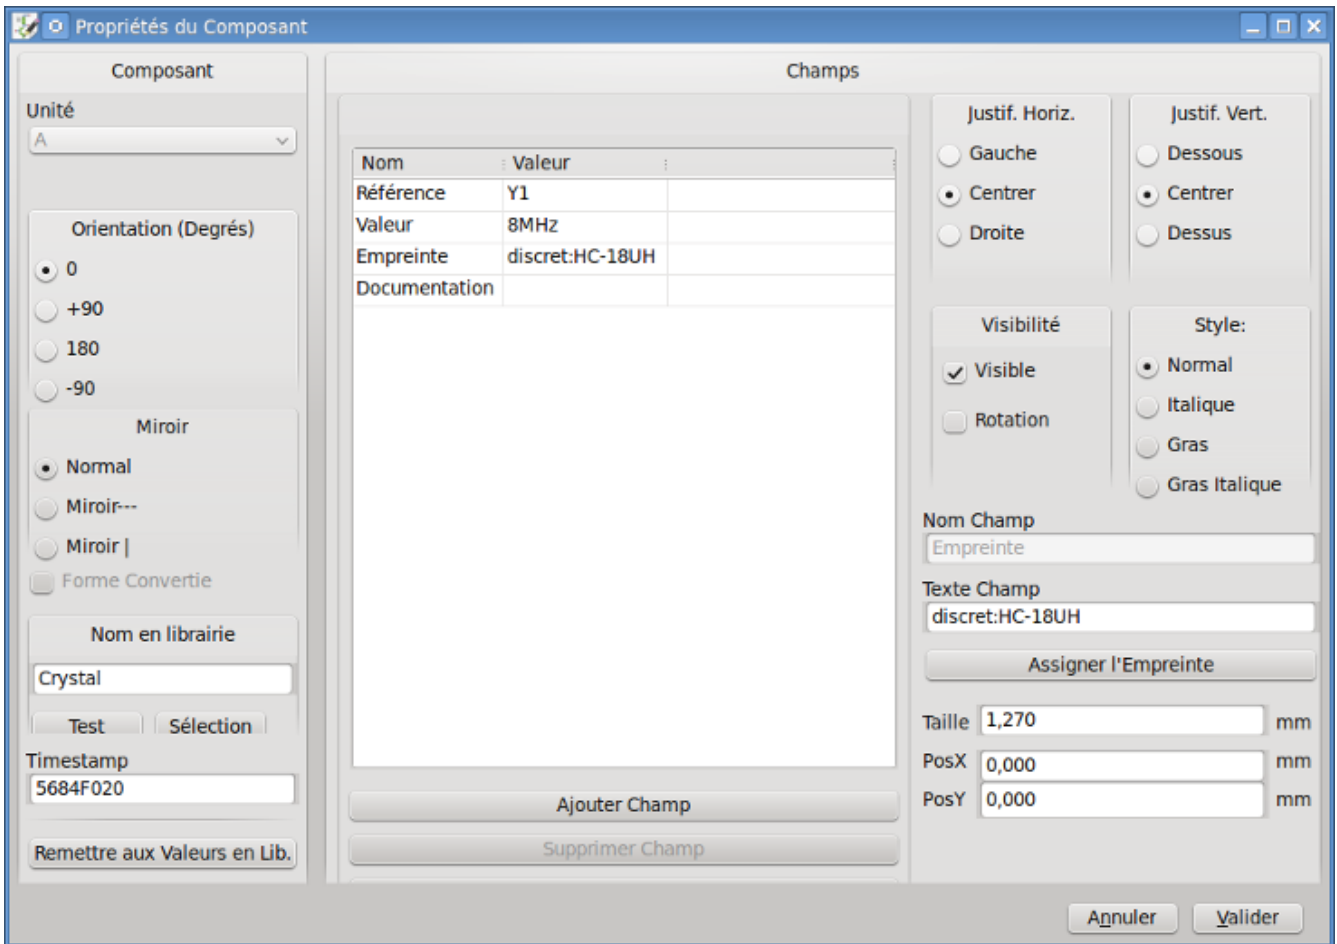 Propriétés du Composant
Composant
Unité
A
Orientation (Degrés)
0
+90
180
-90
Miroir
Normal
Miroir---
Miroir |
Forme Convertie
Nom en librairie
Crystal
Test Sélection
Timestamp
5684F020
Remettre aux Valeurs en Lib.
Champs
Nom Valeur
Référence Y1
Valeur 8MHz
Empreinte discret:HC-18UH
Documentation
Ajouter Champ
Supprimer Champ
Justif. Horiz.
Gauche
Centrer
Droite
Justif. Vert.
Dessous
Centrer
Dessus
Visibilité
Visible
Rotation
Style:
Normal
Italique
Gras
Gras Italique
Nom Champ
Empreinte
Texte Champ
discret:HC-18UH
Assigner l'Empreinte
Taille 1,270 mm
PosX 0,000 mm
PosY 0,000 mm
Annuler Valider